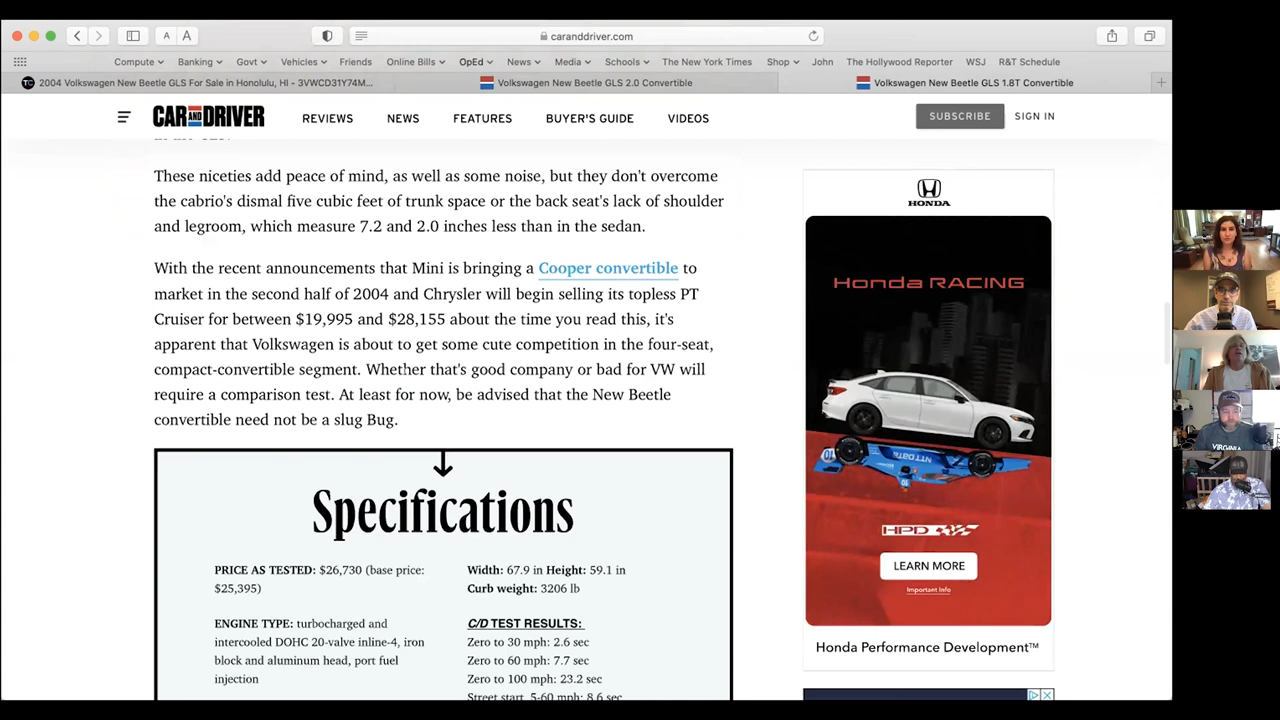 caranddriver.com
A A
Compute Banking Govt Vehicles Friends Online Bills OpEd News Media Schools The New York Times Shop John The Hollywood Reporter WSJ R&T Schedule
TC 2004 Volkswagen New Beetle GLS For Sale in Honolulu, HI - 3VWCD31Y74M... Volkswagen New Beetle GLS 2.0 Convertible Volkswagen New Beetle GLS 1.8T Convertible
CAR AND DRIVER REVIEWS NEWS FEATURES BUYER'S GUIDE VIDEOS SUBSCRIBE SIGN IN
These niceties add peace of mind, as well as some noise, but they don't overcome
the cabrio's dismal five cubic feet of trunk space or the back seat's lack of shoulder
and legroom, which measure 7.2 and 2.0 inches less than in the sedan.
With the recent announcements that Mini is bringing a Cooper convertible to
market in the second half of 2004 and Chrysler will begin selling its topless PT
Cruiser for between $19,995 and $28,155 about the time you read this, it's
apparent that Volkswagen is about to get some cute competition in the four-seat,
compact-convertible segment. Whether that's good company or bad for VW will
require a comparison test. At least for now, be advised that the New Beetle
convertible need not be a slug Bug.
Specifications
PRICE AS TESTED: $26,730 (base price:
$25,395)
ENGINE TYPE: turbocharged and
intercooled DOHC 20-valve inline-4, iron
block and aluminum head, port fuel
injection
Width: 67.9 in Height: 59.1 in
Curb weight: 3206 lb
C/D TEST RESULTS:
Zero to 30 mph: 2.6 sec
Zero to 60 mph: 7.7 sec
Zero to 100 mph: 23.2 sec
Street start, 5-60 mph: 8.6 sec
HONDA
Honda RACING
NTT DATA
10
HPD
LEARN MORE
Important Info
Honda Performance Development™
VIRGINIA